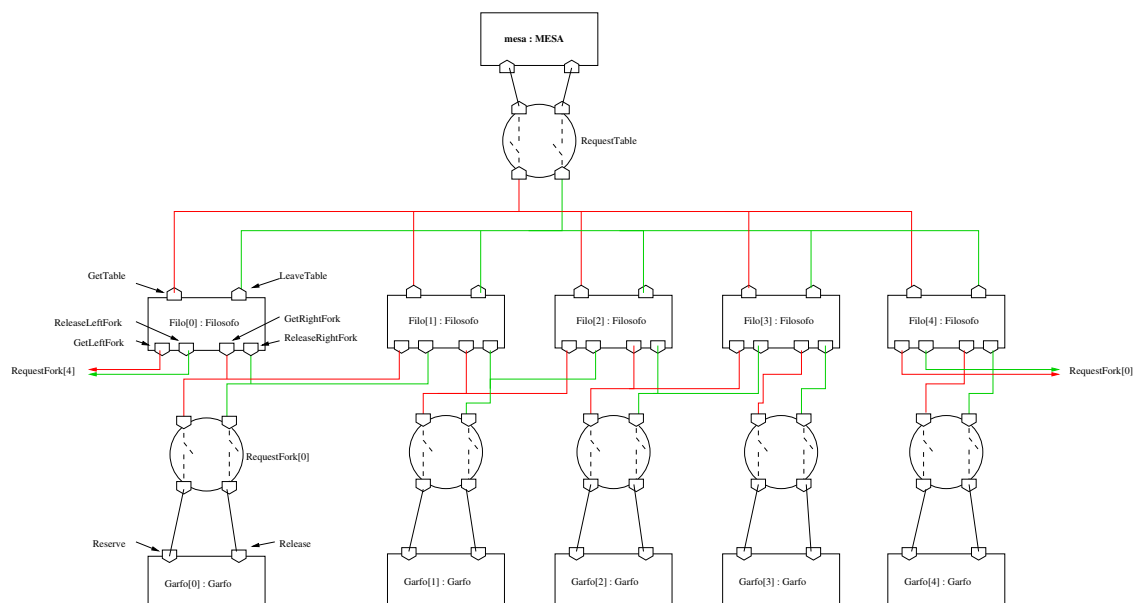 mesa : MESA
RequestTable
GetTable
LeaveTable
Filo[0] : Filosofo
Filo[1] : Filosofo
Filo[2] : Filosofo
Filo[3] : Filosofo
Filo[4] : Filosofo
ReleaseLeftFork
GetRightFork
GetLeftFork
ReleaseRightFork
RequestFork[4]
RequestFork[0]
RequestFork[0]
Reserve
Release
Garfo[0] : Garfo
Garfo[1] : Garfo
Garfo[2] : Garfo
Garfo[3] : Garfo
Garfo[4] : Garfo